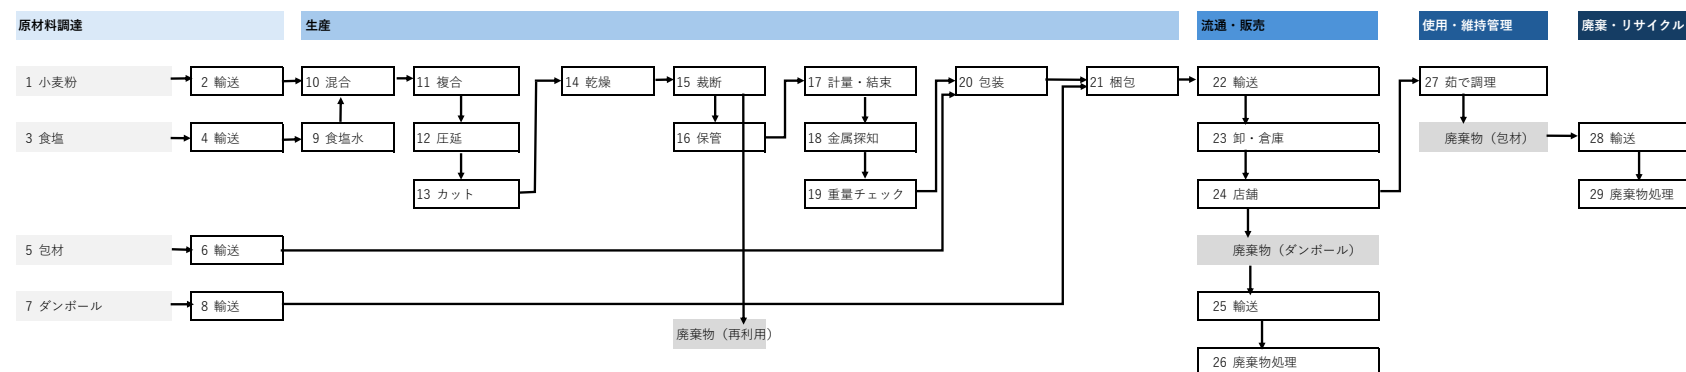 原材料調達
生産
流通・販売
使用・維持管理
廃棄・リサイクル
1 小麦粉
2 輸送
10 混合
11 複合
14 乾燥
15 裁断
17 計量・結束
20 包装
21 梱包
22 輸送
27 茹で調理
3 食塩
4 輸送
9 食塩水
12 圧延
16 保管
18 金属探知
23 卸・倉庫
廃棄物（包材）
28 輸送
13 カット
19 重量チェック
24 店舗
29 廃棄物処理
5 包材
6 輸送
廃棄物（ダンボール）
7 ダンボール
8 輸送
25 輸送
廃棄物（再利用）
26 廃棄物処理